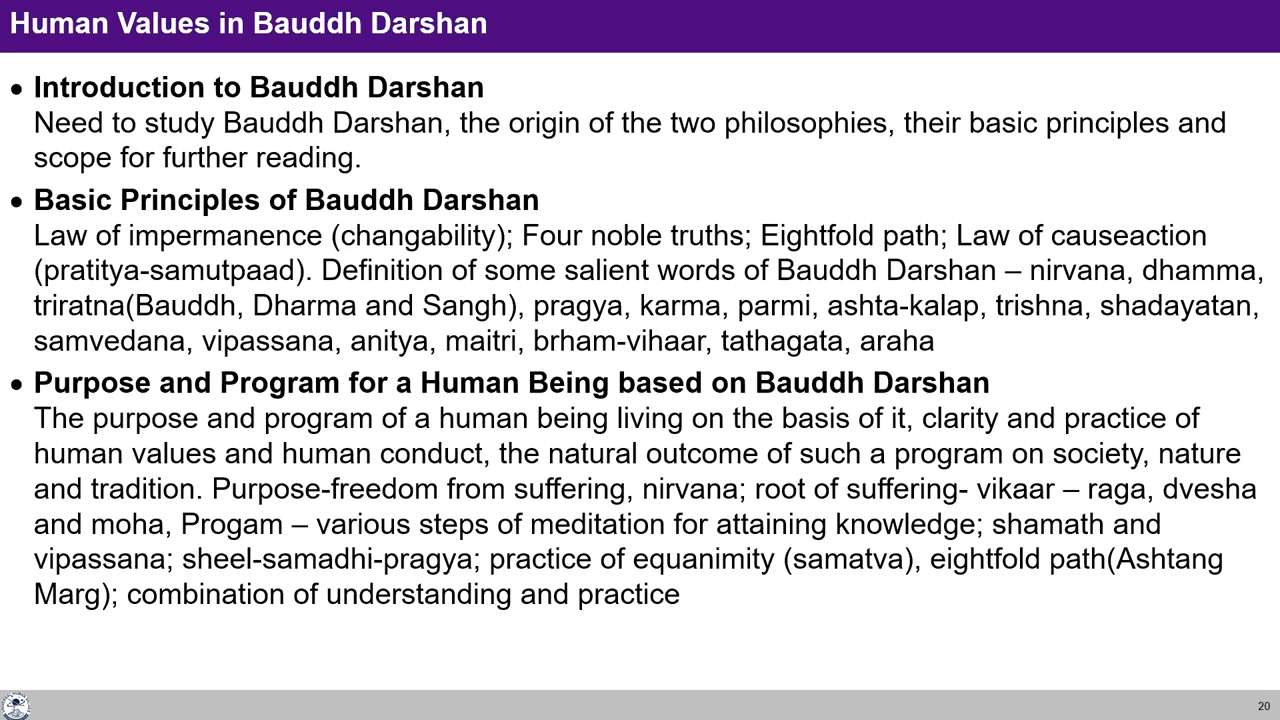 Human Values in Bauddh Darshan
• Introduction to Bauddh Darshan
Need to study Bauddh Darshan, the origin of the two philosophies, their basic principles and
scope for further reading.
• Basic Principles of Bauddh Darshan
Law of impermanence (changability); Four noble truths; Eightfold path; Law of causeaction
(pratitya-samutpaad). Definition of some salient words of Bauddh Darshan – nirvana, dhamma,
triratna(Bauddh, Dharma and Sangh), pragya, karma, parmi, ashta-kalap, trishna, shadayatan,
samvedana, vipassana, anitya, maitri, brham-vihaar, tathagata, araha
• Purpose and Program for a Human Being based on Bauddh Darshan
The purpose and program of a human being living on the basis of it, clarity and practice of
human values and human conduct, the natural outcome of such a program on society, nature
and tradition. Purpose-freedom from suffering, nirvana; root of suffering- vikaar – raga, dvesha
and moha, Progam – various steps of meditation for attaining knowledge; shamath and
vipassana; sheel-samadhi-pragya; practice of equanimity (samatva), eightfold path(Ashtang
Marg); combination of understanding and practice
20